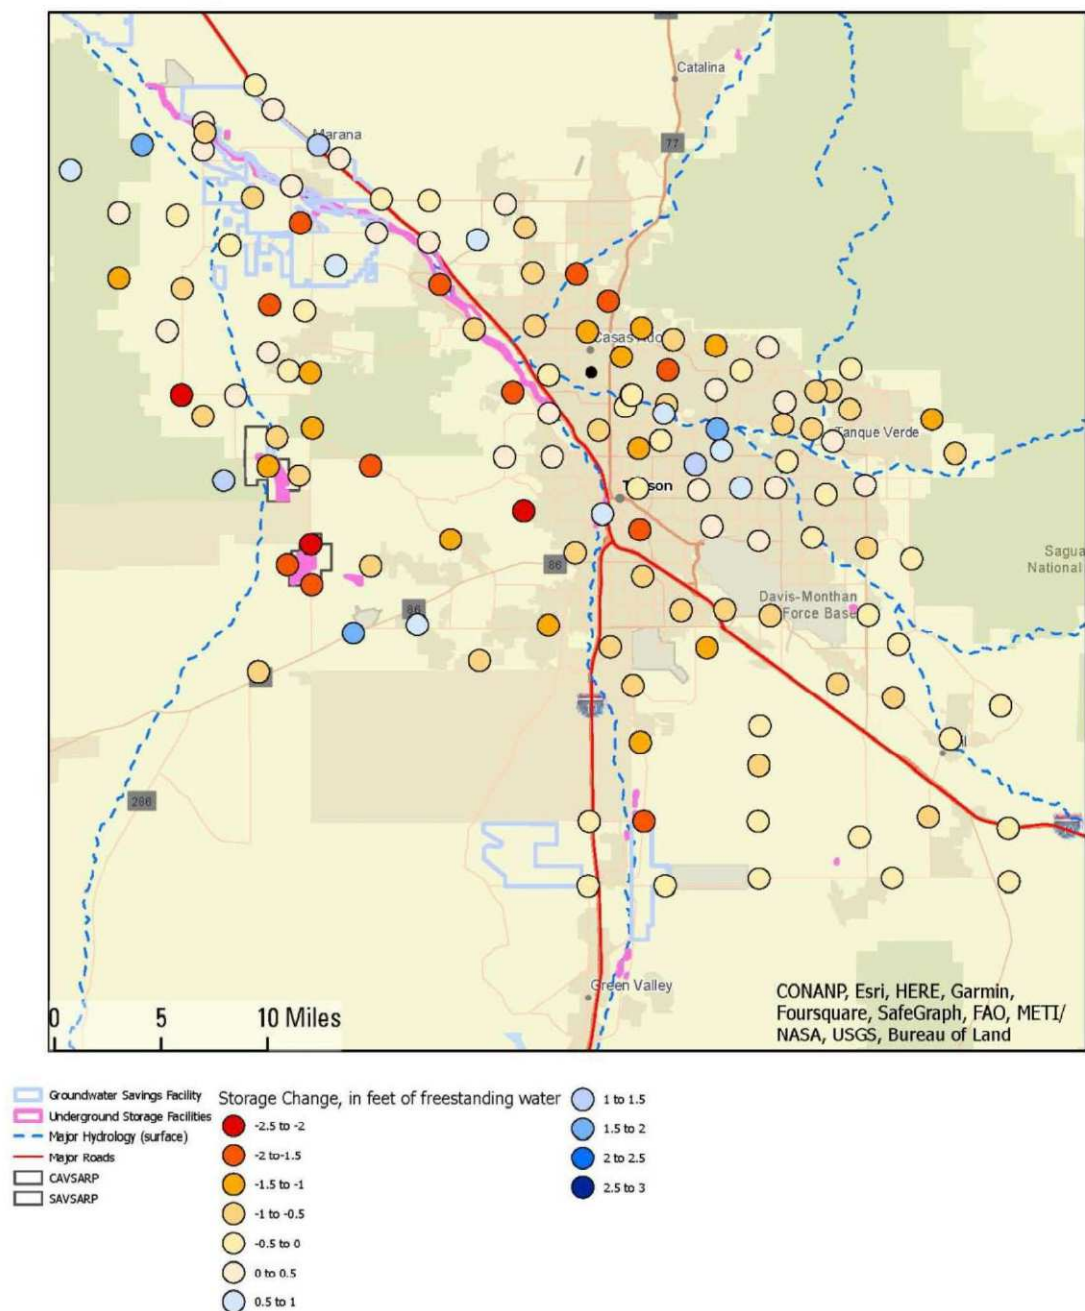 Catalina
77
Marana
Casas Ado
Tanque Verde
Tucson
Sagua
National
86
Davis-Monthan
Force Base
86
286
Green Valley
CONANP, Esri, HERE, Garmin,
Foursquare, SafeGraph, FAO, METI/
NASA, USGS, Bureau of Land
0 5 10 Miles
Groundwater Savings Facility
Underground Storage Facilities
Major Hydrology (surface)
Major Roads
CAVSARP
SAVSARP
Storage Change, in feet of freestanding water
-2.5 to -2
-2 to -1.5
-1.5 to -1
-1 to -0.5
-0.5 to 0
0 to 0.5
0.5 to 1
1 to 1.5
1.5 to 2
2 to 2.5
2.5 to 3